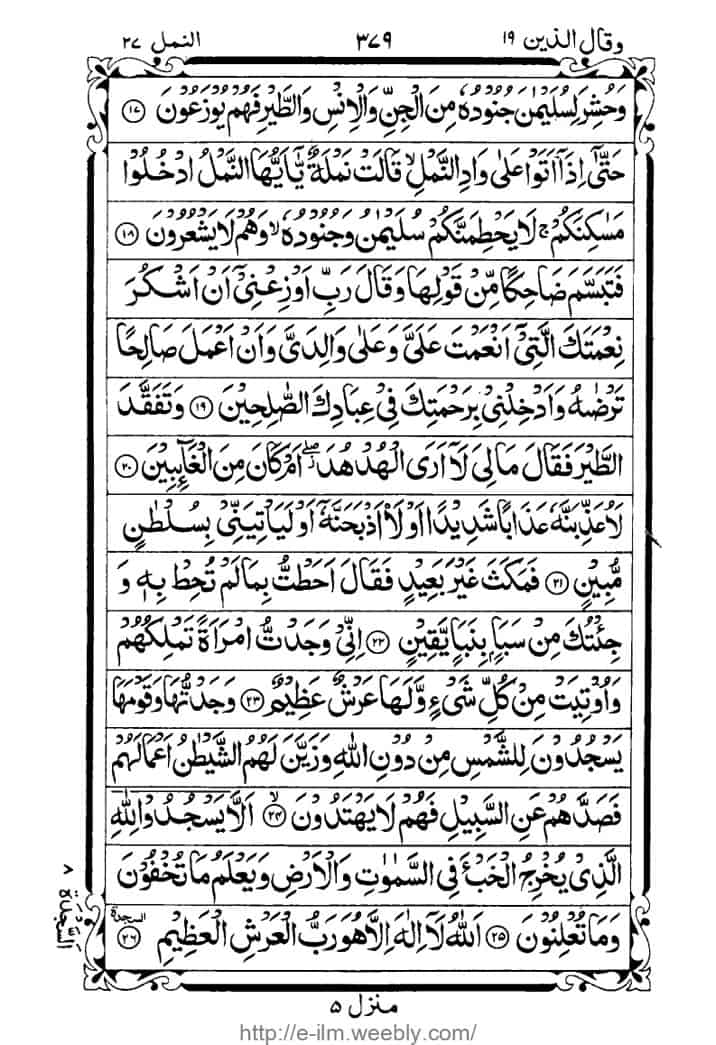 وقال الذين ١٩
٣٧٩
النمل ٢٧
وَحُشِرَ لِسُلَيْمٰنَ جُنُوْدُهٗ مِنَ الْجِنِّ وَالْاِنْسِ وَالطَّيْرِ فَهُمْ يُوْزَعُوْنَ ﴿١٧﴾
حَتّٰۤى اِذَاۤ اَتَوْا عَلٰى وَادِ النَّمْلِۙ قَالَتْ نَمْلَةٌ يّٰۤاَيُّهَا النَّمْلُ ادْخُلُوْا
مَسٰكِنَكُمْۚ لَا يَحْطِمَنَّكُمْ سُلَيْمٰنُ وَجُنُوْدُهٗۙ وَهُمْ لَا يَشْعُرُوْنَ ﴿١٨﴾
فَتَبَسَّمَ ضَاحِكًا مِّنْ قَوْلِهَا وَقَالَ رَبِّ اَوْزِعْنِيْۤ اَنْ اَشْكُرَ
نِعْمَتَكَ الَّتِيْۤ اَنْعَمْتَ عَلَيَّ وَعَلٰى وَالِدَيَّ وَاَنْ اَعْمَلَ صَالِحًا
تَرْضٰىهُ وَاَدْخِلْنِيْ بِرَحْمَتِكَ فِيْ عِبَادِكَ الصّٰلِحِيْنَ ﴿١٩﴾ وَتَفَقَّدَ
الطَّيْرَ فَقَالَ مَا لِيَ لَاۤ اَرَى الْهُدْهُدَ ۖ اَمْ كَانَ مِنَ الْغَآئِبِيْنَ ﴿٢٠﴾
لَاُعَذِّبَنَّهٗ عَذَابًا شَدِيْدًا اَوْ لَاۡاَذْبَحَنَّهٗۤ اَوْ لَيَاْتِيَنِّيْ بِسُلْطٰنٍ
مُّبِيْنٍ ﴿٢١﴾ فَمَكَثَ غَيْرَ بَعِيْدٍ فَقَالَ اَحَطْتُّ بِمَا لَمْ تُحِطْ بِهٖ وَ
جِئْتُكَ مِنْ سَبَاٍۭ بِنَبَاٍ يَّقِيْنٍ ﴿٢٢﴾ اِنِّيْ وَجَدْتُّ امْرَاَةً تَمْلِكُهُمْ
وَاُوْتِيَتْ مِنْ كُلِّ شَيْءٍ وَّلَهَا عَرْشٌ عَظِيْمٌ ﴿٢٣﴾ وَجَدْتُّهَا وَقَوْمَهَا
يَسْجُدُوْنَ لِلشَّمْسِ مِنْ دُوْنِ اللّٰهِ وَزَيَّنَ لَهُمُ الشَّيْطٰنُ اَعْمَالَهُمْ
فَصَدَّهُمْ عَنِ السَّبِيْلِ فَهُمْ لَا يَهْتَدُوْنَۙ ﴿٢٤﴾ اَلَّا يَسْجُدُوْا لِلّٰهِ
الَّذِيْ يُخْرِجُ الْخَبْءَ فِي السَّمٰوٰتِ وَالْاَرْضِ وَيَعْلَمُ مَا تُخْفُوْنَ
وَمَا تُعْلِنُوْنَ ﴿٢٥﴾ اَللّٰهُ لَاۤ اِلٰهَ اِلَّا هُوَ رَبُّ الْعَرْشِ الْعَظِيْمِ السجدة ﴿٢٦﴾
السَّجْدَة ٨
منزل ٥
http://e-ilm.weebly.com/